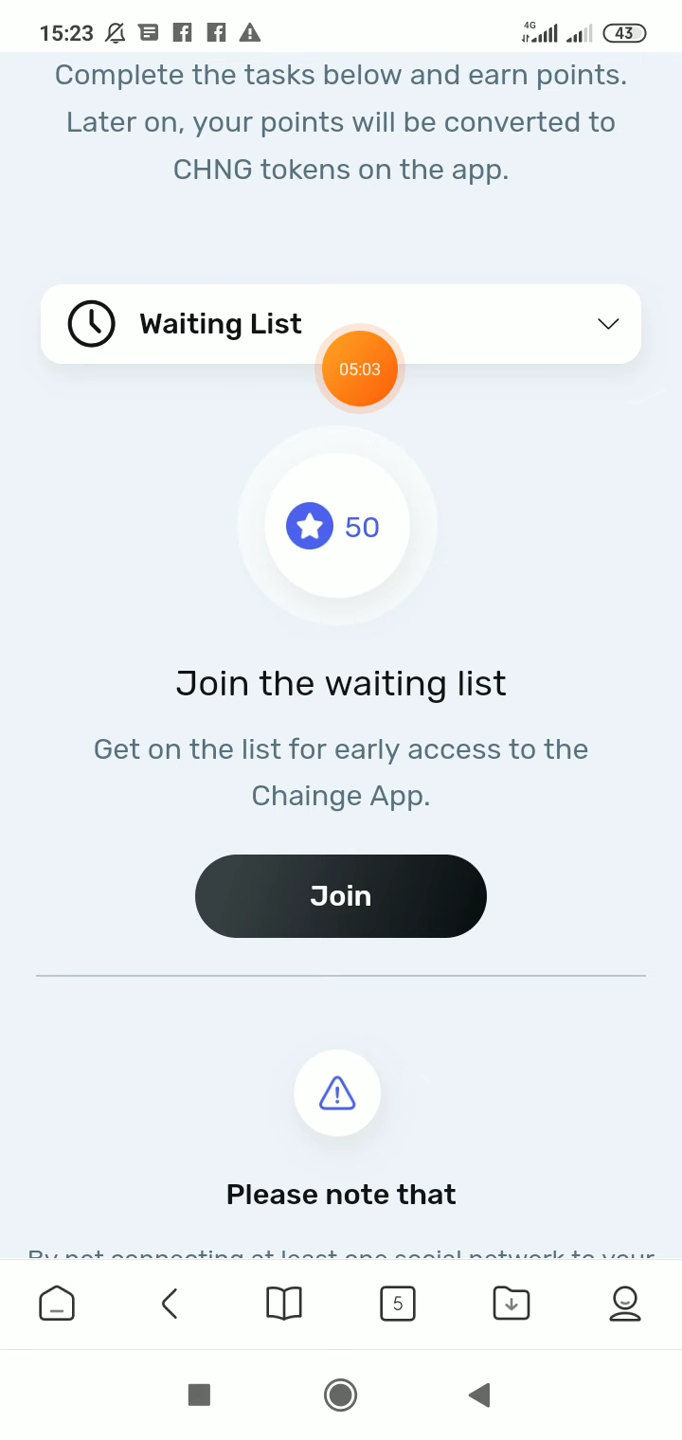 15:23
4G
43
Complete the tasks below and earn points.
Later on, your points will be converted to
CHNG tokens on the app.
Waiting List
05:03
50
Join the waiting list
Get on the list for early access to the
Chainge App.
Join
Please note that
By not connecting at least one social network to your
5